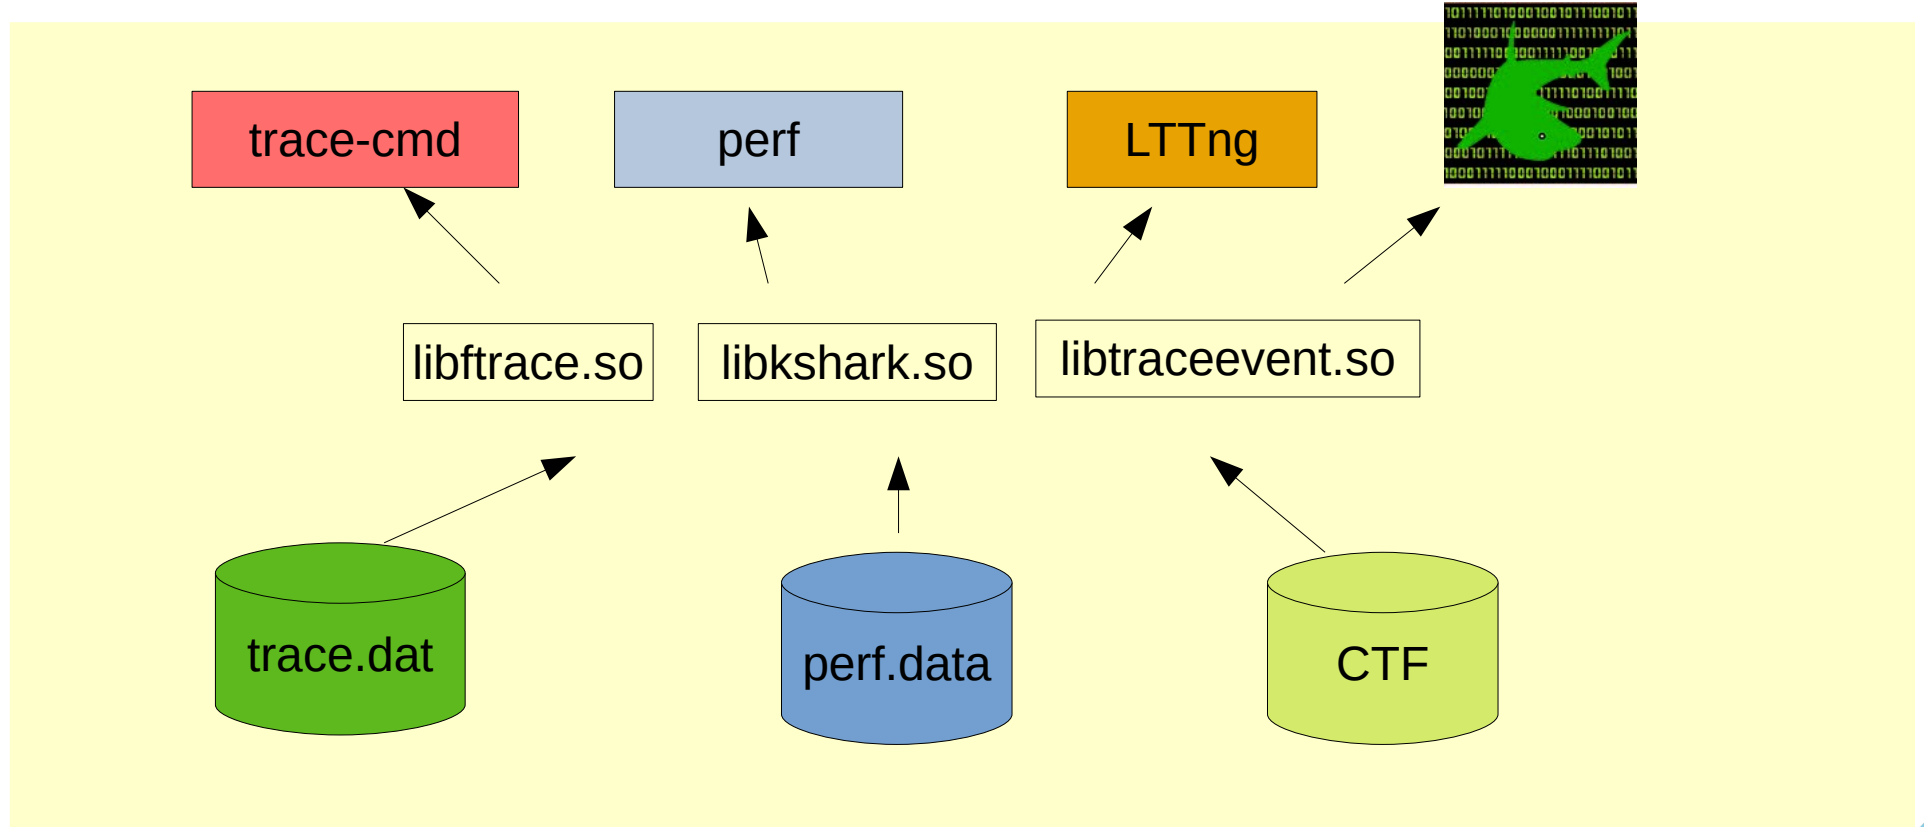 trace-cmd
perf
LTTng
libftrace.so
libkshark.so
libtraceevent.so
trace.dat
perf.data
CTF